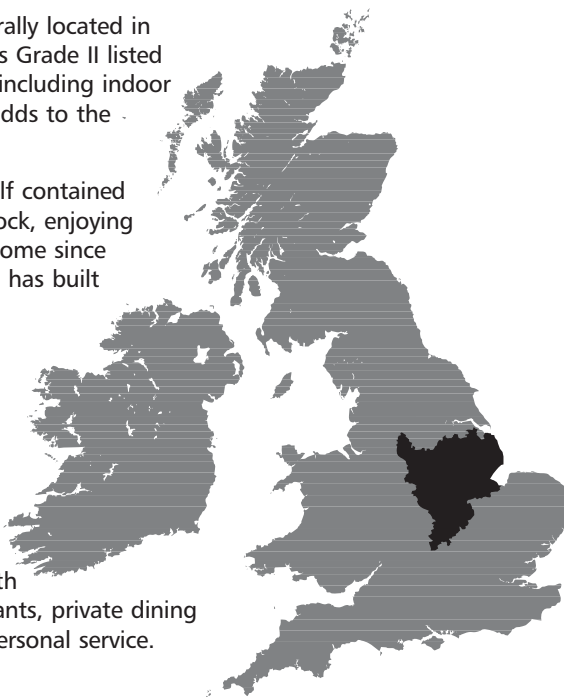 rally located in
s Grade II listed
including indoor
dds to the
lf contained
ock, enjoying
ome since
has built
th
ants, private dining
ersonal service.